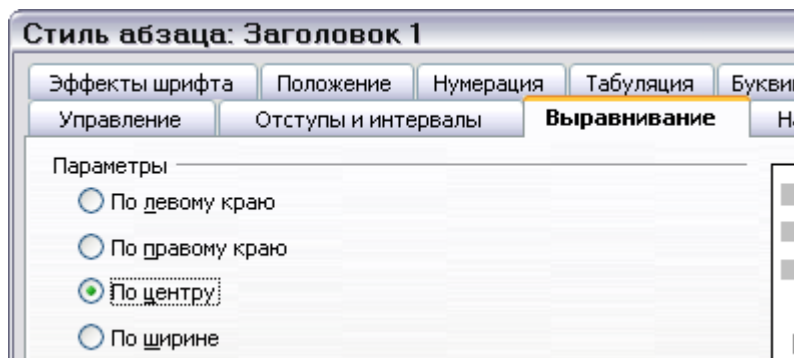 Стиль абзаца: Заголовок 1
Эффекты шрифта Положение Нумерация Табуляция
Управление Отступы и интервалы Выравнивание
Параметры
По левому краю
По правому краю
По центру
По ширине